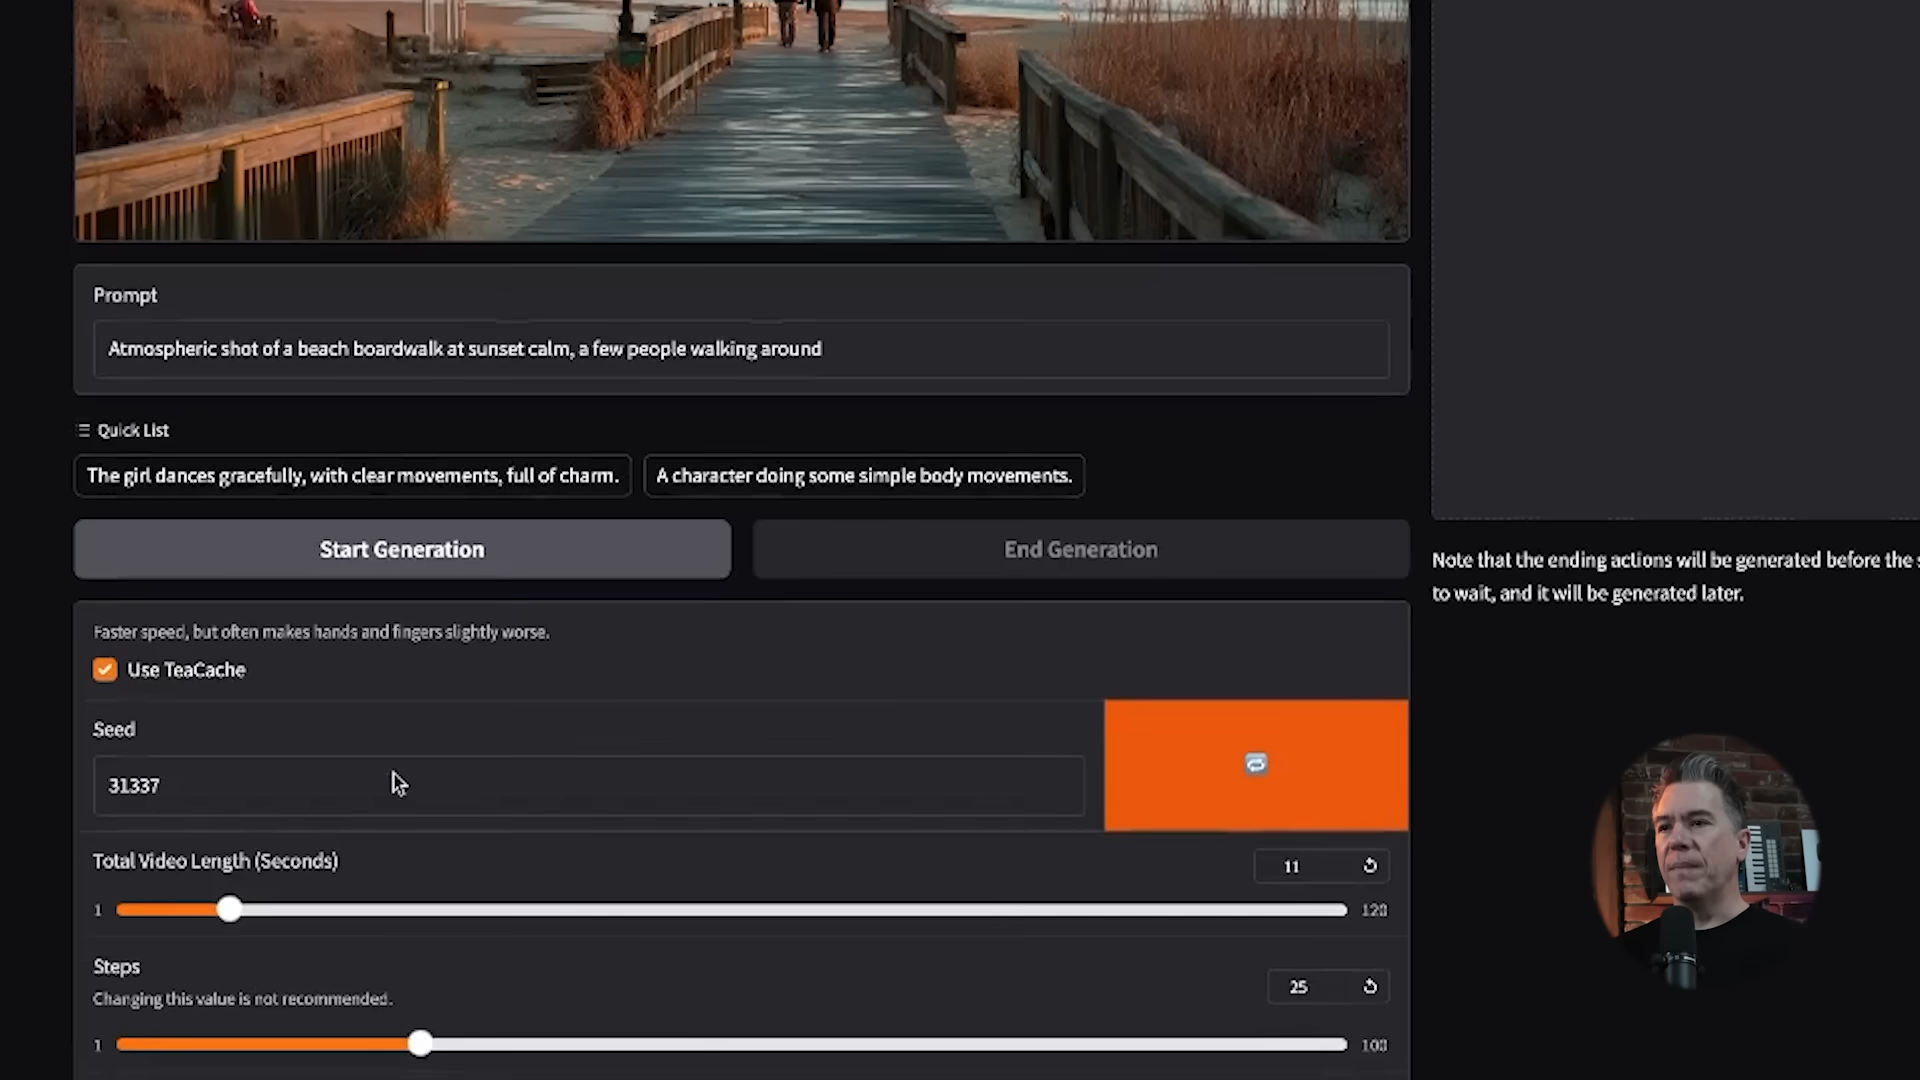 Prompt
Atmospheric shot of a beach boardwalk at sunset calm, a few people walking around
Quick List
The girl dances gracefully, with clear movements, full of charm.
A character doing some simple body movements.
Start Generation
End Generation
Note that the ending actions will be generated before the
to wait, and it will be generated later.
Faster speed, but often makes hands and fingers slightly worse.
Use TeaCache
Seed
31337
Total Video Length (Seconds)
11
1
120
Steps
Changing this value is not recommended.
25
1
100